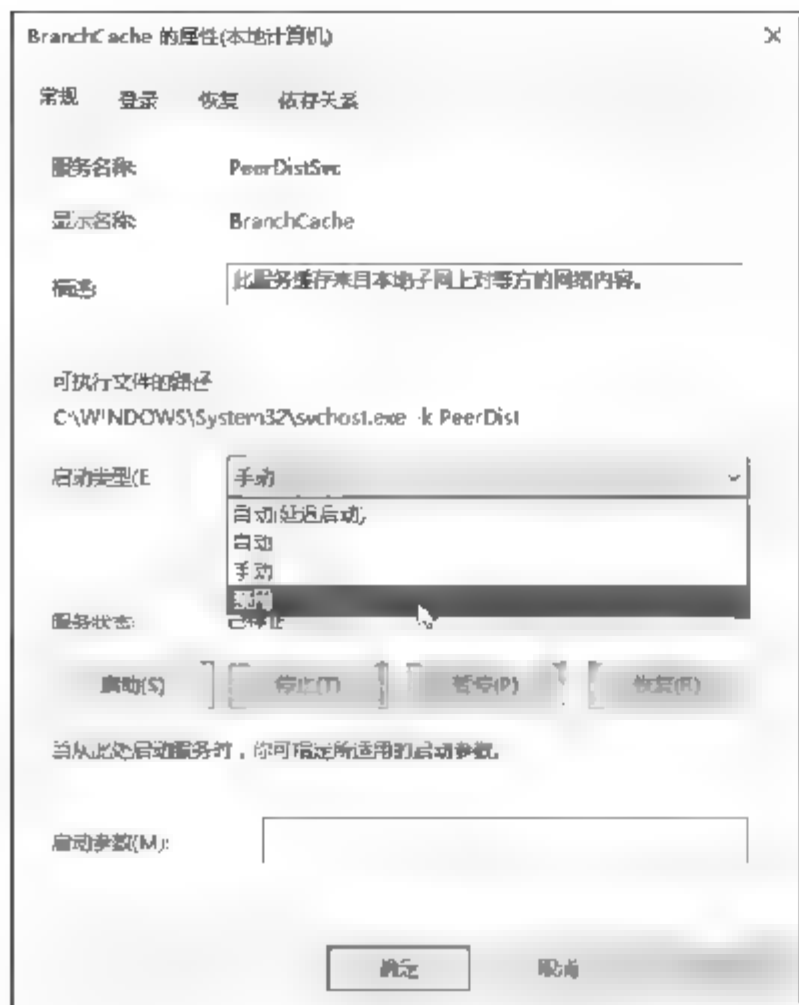 BranchCache 的属性(本地计算机)
常规 登录 恢复 依存关系
服务名称: PeerDistSvc
显示名称: BranchCache
描述: 此服务缓存来自本地子网上对等方的网络内容。
可执行文件的路径
C:\WINDOWS\System32\svchost.exe -k PeerDist
启动类型(E 手动
自动(延迟启动)
自动
手动
禁用
服务状态: 已停止
启动(S) 停止(T) 暂停(P) 恢复(R)
当从此处启动服务时，你可指定所适用的启动参数。
启动参数(M):
确定 取消